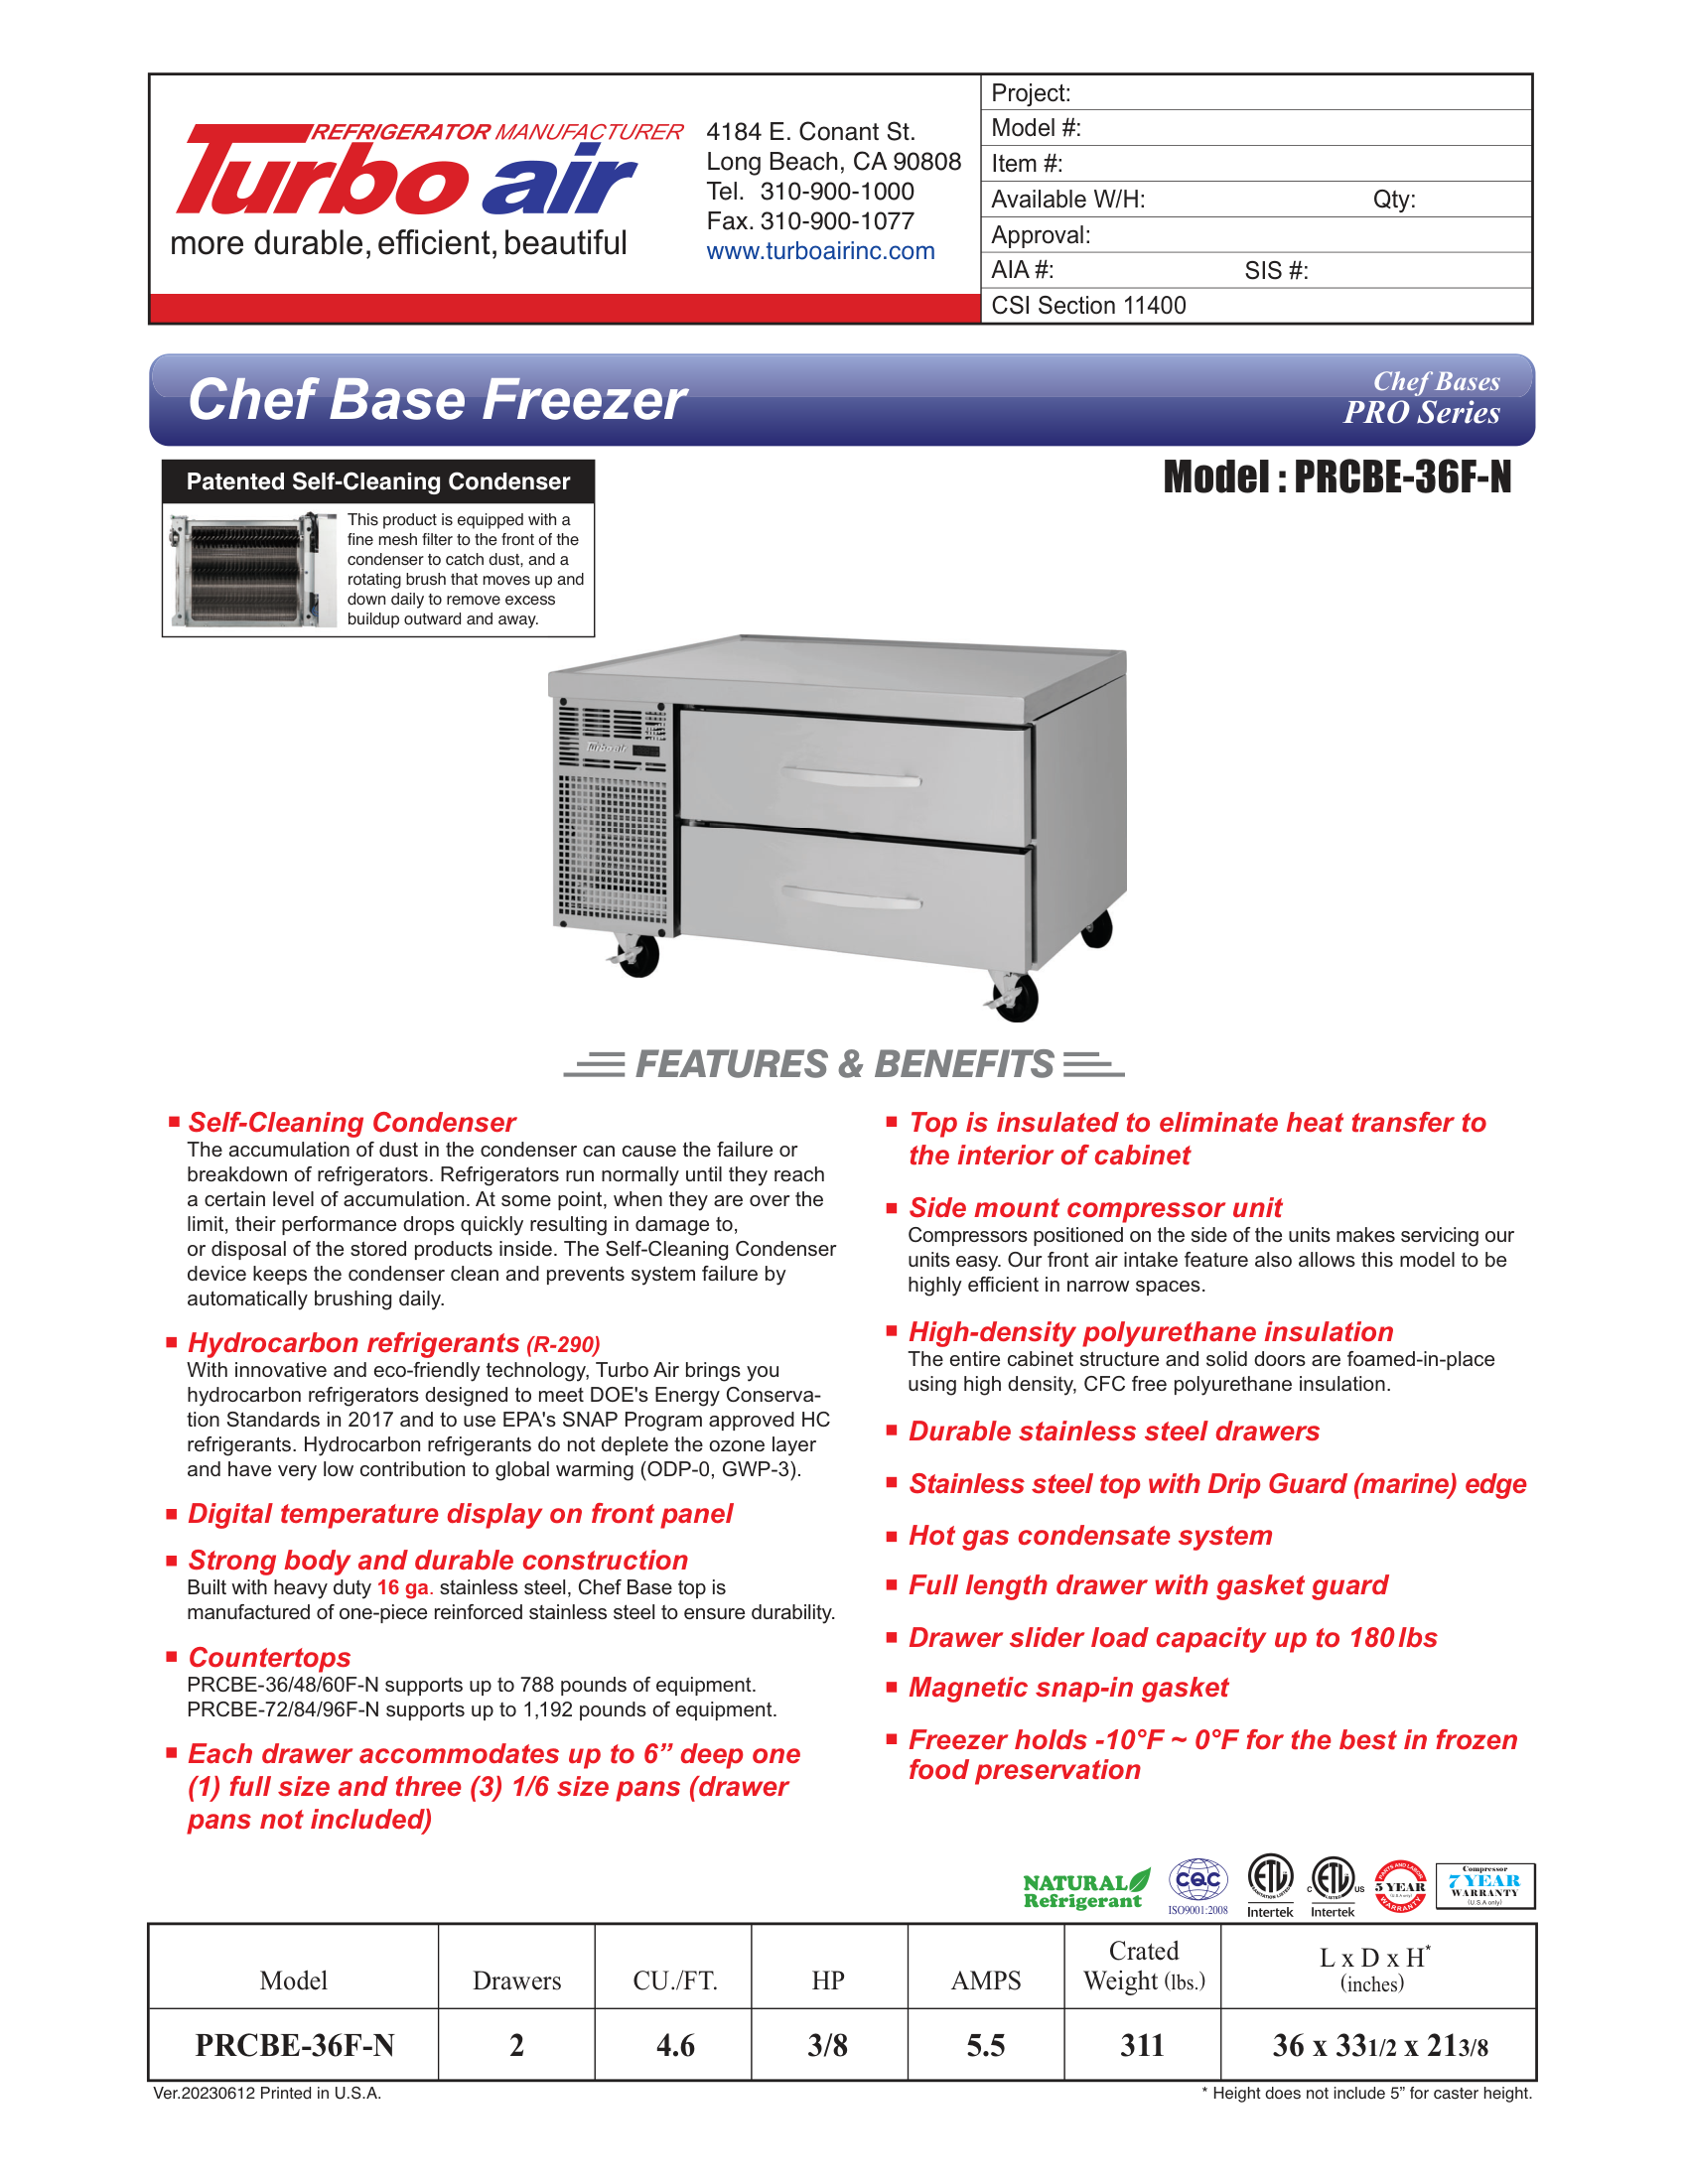 REFRIGERATOR MANUFACTURER
Turbo air
more durable, efficient, beautiful
4184 E. Conant St.
Long Beach, CA 90808
Tel. 310-900-1000
Fax. 310-900-1077
www.turboairinc.com
Project:
Model #:
Item #:
Available W/H: Qty:
Approval:
AIA #: SIS #:
CSI Section 11400
Chef Base Freezer
Chef Bases
PRO Series
Patented Self-Cleaning Condenser
This product is equipped with a
fine mesh filter to the front of the
condenser to catch dust, and a
rotating brush that moves up and
down daily to remove excess
buildup outward and away.
Model : PRCBE-36F-N
Turbo air
FEATURES & BENEFITS
Self-Cleaning Condenser
The accumulation of dust in the condenser can cause the failure or
breakdown of refrigerators. Refrigerators run normally until they reach
a certain level of accumulation. At some point, when they are over the
limit, their performance drops quickly resulting in damage to,
or disposal of the stored products inside. The Self-Cleaning Condenser
device keeps the condenser clean and prevents system failure by
automatically brushing daily.
Hydrocarbon refrigerants (R-290)
With innovative and eco-friendly technology, Turbo Air brings you
hydrocarbon refrigerators designed to meet DOE's Energy Conserva-
tion Standards in 2017 and to use EPA's SNAP Program approved HC
refrigerants. Hydrocarbon refrigerants do not deplete the ozone layer
and have very low contribution to global warming (ODP-0, GWP-3).
Digital temperature display on front panel
Strong body and durable construction
Built with heavy duty 16 ga. stainless steel, Chef Base top is
manufactured of one-piece reinforced stainless steel to ensure durability.
Countertops
PRCBE-36/48/60F-N supports up to 788 pounds of equipment.
PRCBE-72/84/96F-N supports up to 1,192 pounds of equipment.
Each drawer accommodates up to 6” deep one
(1) full size and three (3) 1/6 size pans (drawer
pans not included)
Top is insulated to eliminate heat transfer to
the interior of cabinet
Side mount compressor unit
Compressors positioned on the side of the units makes servicing our
units easy. Our front air intake feature also allows this model to be
highly efficient in narrow spaces.
High-density polyurethane insulation
The entire cabinet structure and solid doors are foamed-in-place
using high density, CFC free polyurethane insulation.
Durable stainless steel drawers
Stainless steel top with Drip Guard (marine) edge
Hot gas condensate system
Full length drawer with gasket guard
Drawer slider load capacity up to 180 lbs
Magnetic snap-in gasket
Freezer holds -10°F ~ 0°F for the best in frozen
food preservation
NATURAL
Refrigerant
CQC
ISO9001:2008
ETL
SANITATION LISTED
Intertek
C ETL US
LISTED
Intertek
PARTS AND LABOR
5 YEAR
(U.S.A only)
WARRANTY
Compressor
7 YEAR
WARRANTY
(U.S.A only)
Model Drawers CU./FT. HP AMPS Crated Weight (lbs.) L x D x H* (inches)
PRCBE-36F-N 2 4.6 3/8 5.5 311 36 x 33 1/2 x 21 3/8
Ver.20230612 Printed in U.S.A.
* Height does not include 5” for caster height.